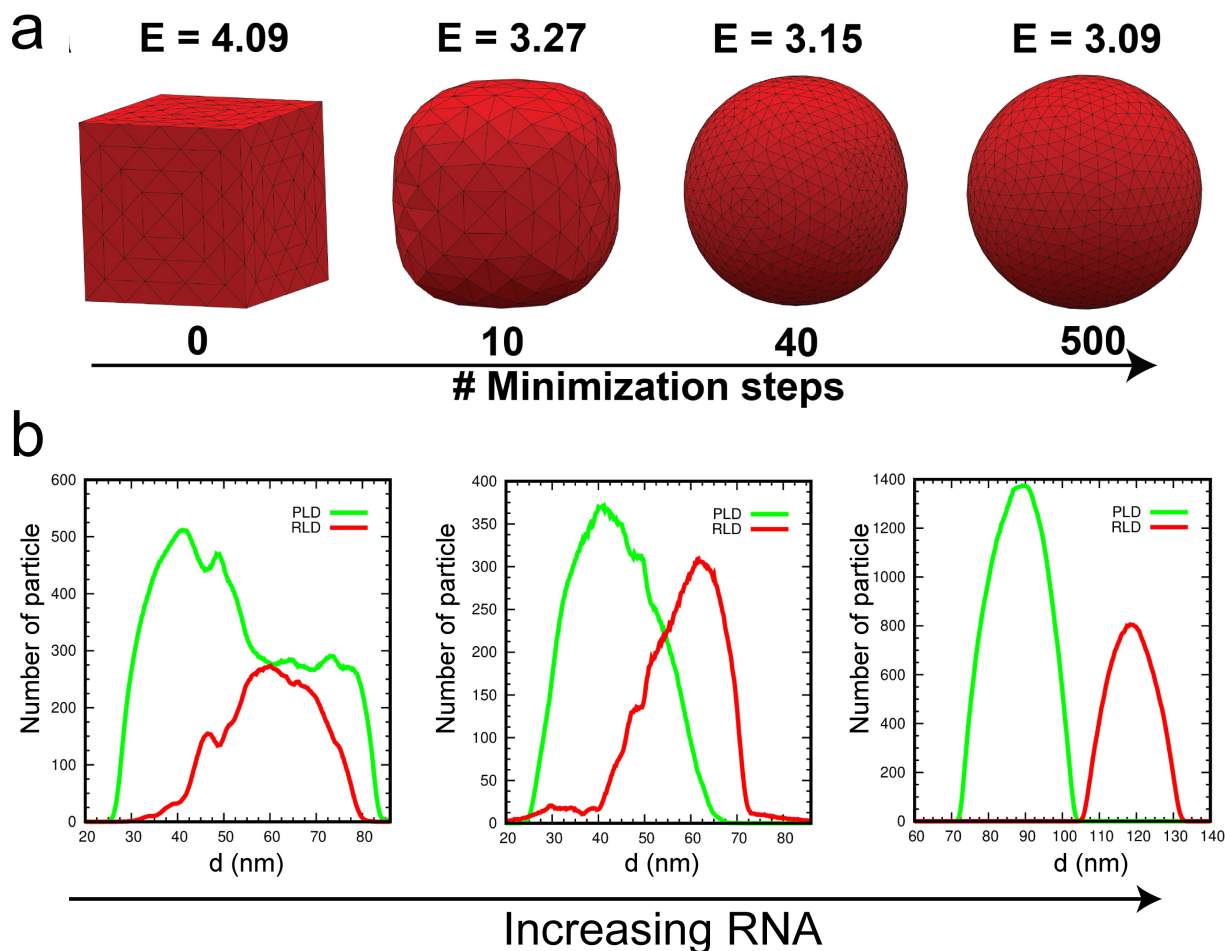 a
E = 4.09 E = 3.27 E = 3.15 E = 3.09
0 10 40 500
# Minimization steps
b
Number of particle
600
500
400
300
200
100
0
20 30 40 50 60 70 80
d (nm)
PLD
RLD
Number of particle
400
350
300
250
200
150
100
50
0
20 30 40 50 60 70 80
d (nm)
PLD
RLD
Number of particle
1400
1200
1000
800
600
400
200
0
60 70 80 90 100 110 120 130 140
d (nm)
PLD
RLD
Increasing RNA